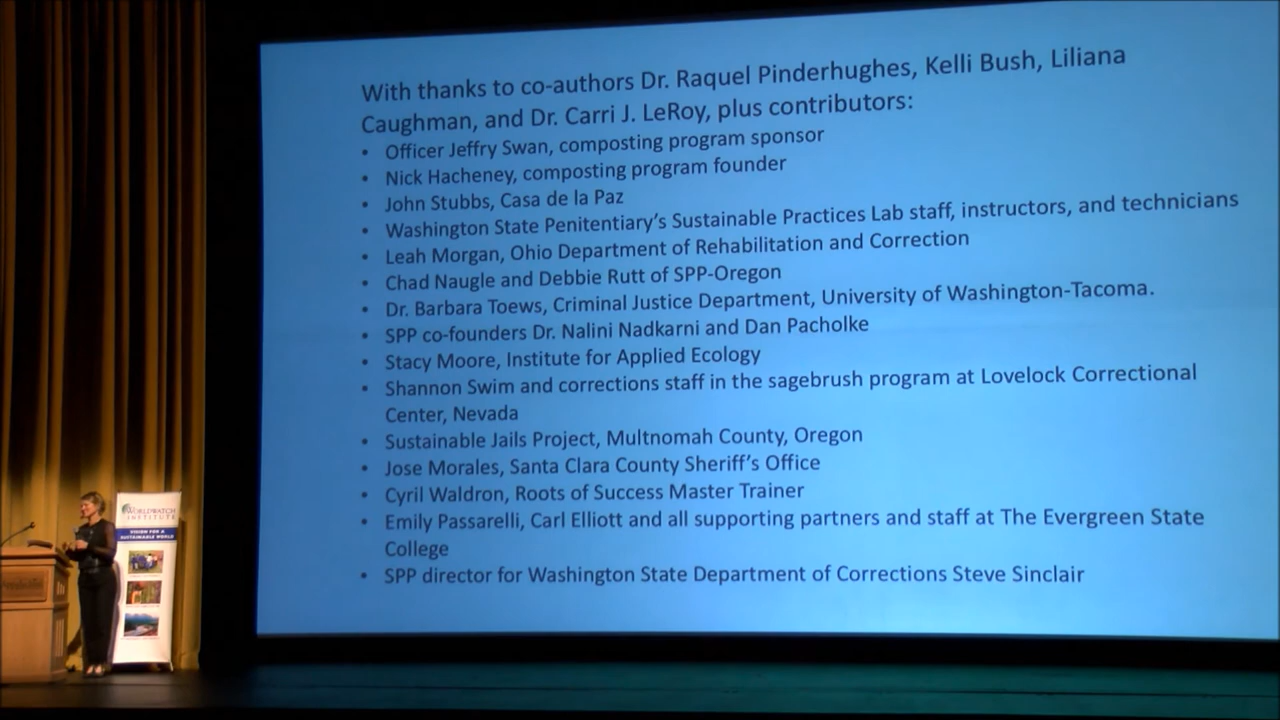 With thanks to co-authors Dr. Raquel Pinderhughes, Kelli Bush, Liliana
Caughman, and Dr. Carri J. LeRoy, plus contributors:
• Officer Jeffry Swan, composting program sponsor
• Nick Hacheney, composting program founder
• John Stubbs, Casa de la Paz
• Washington State Penitentiary's Sustainable Practices Lab staff, instructors, and technicians
• Leah Morgan, Ohio Department of Rehabilitation and Correction
• Chad Naugle and Debbie Rutt of SPP-Oregon
• Dr. Barbara Toews, Criminal Justice Department, University of Washington-Tacoma.
• SPP co-founders Dr. Nalini Nadkarni and Dan Pacholke
• Stacy Moore, Institute for Applied Ecology
• Shannon Swim and corrections staff in the sagebrush program at Lovelock Correctional
Center, Nevada
• Sustainable Jails Project, Multnomah County, Oregon
• Jose Morales, Santa Clara County Sheriff's Office
• Cyril Waldron, Roots of Success Master Trainer
• Emily Passarelli, Carl Elliott and all supporting partners and staff at The Evergreen State
College
• SPP director for Washington State Department of Corrections Steve Sinclair
WORLDWATCH
INSTITUTE
VISION FOR A
SUSTAINABLE WORLD